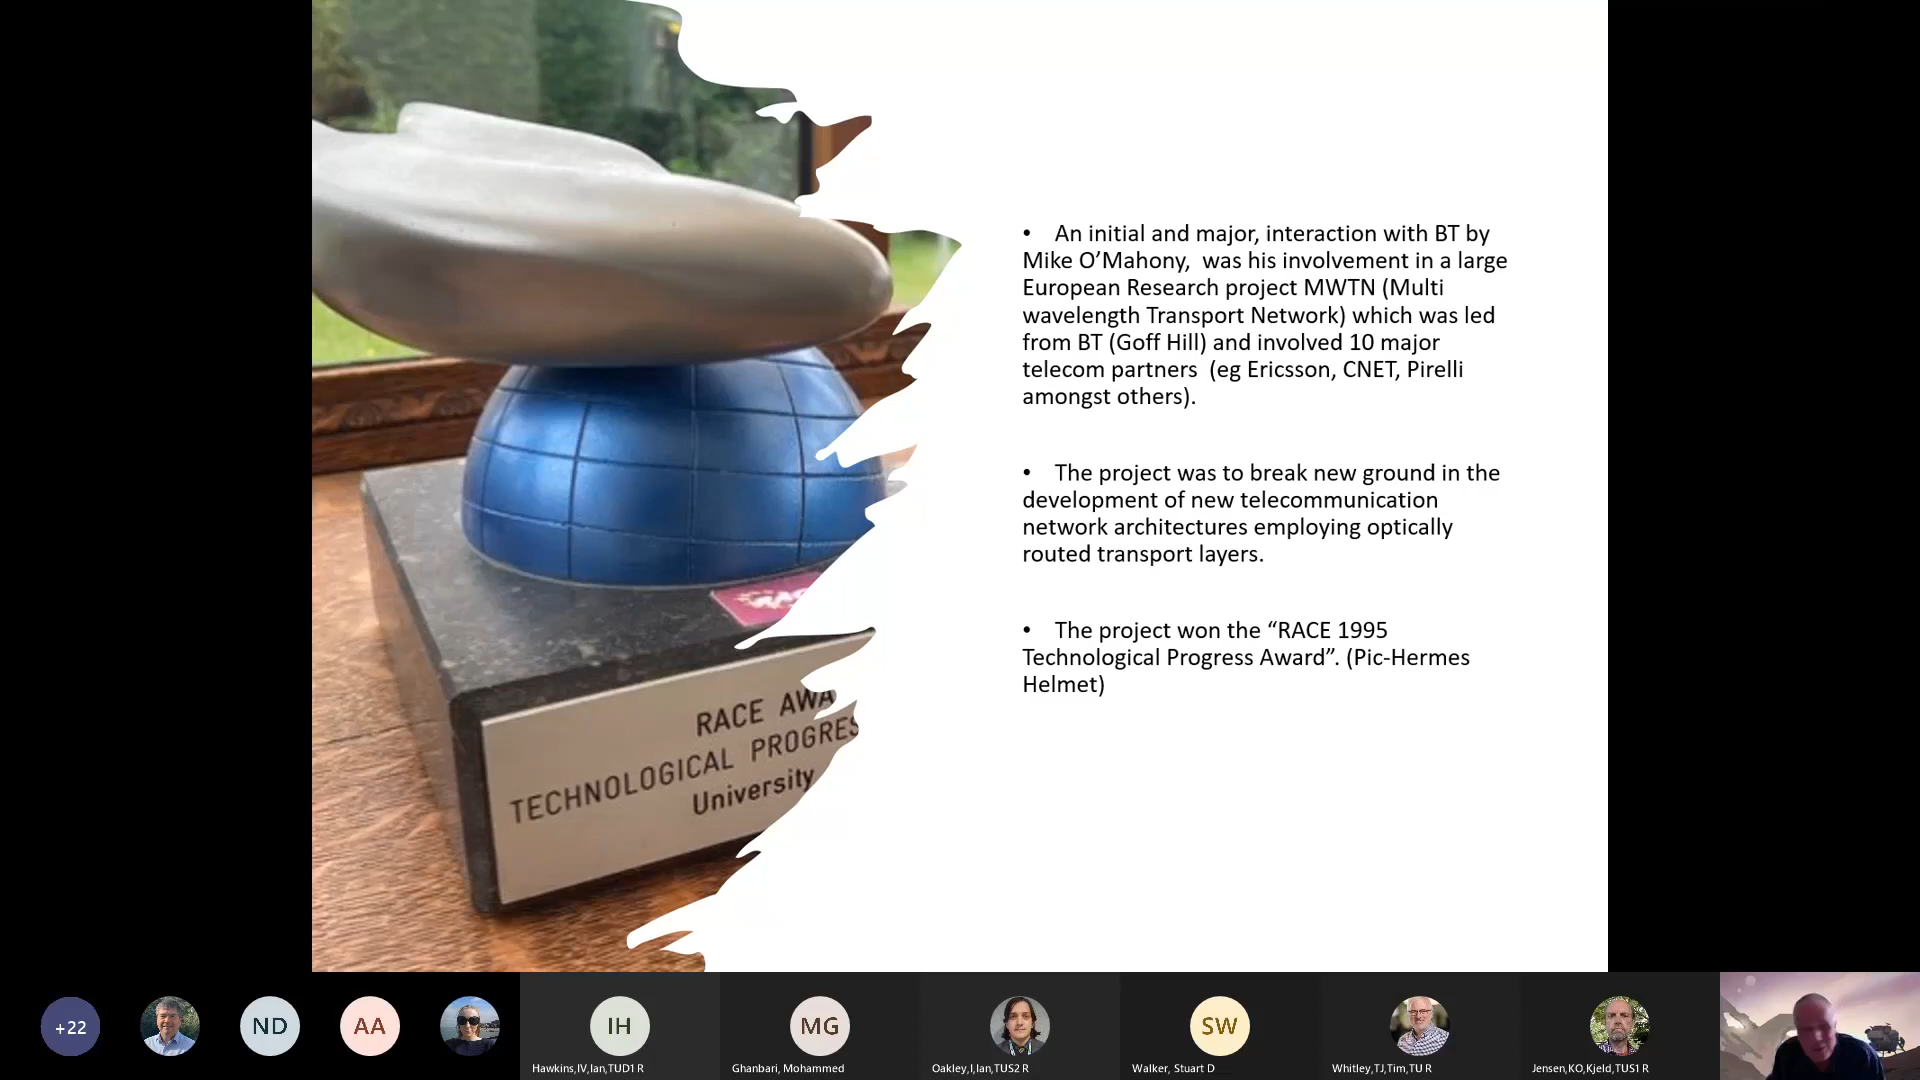 • An initial and major, interaction with BT by
Mike O’Mahony,  was his involvement in a large
European Research project MWTN (Multi
wavelength Transport Network) which was led
from BT (Goff Hill) and involved 10 major
telecom partners  (eg Ericsson, CNET, Pirelli
amongst others).
• The project was to break new ground in the
development of new telecommunication
network architectures employing optically
routed transport layers.
• The project won the “RACE 1995
Technological Progress Award”. (Pic-Hermes
Helmet)
RACE AWA
TECHNOLOGICAL PROGRES
University
+22
ND
AA
IH
MG
SW
Hawkins,IV,Ian,TUD1 R
Ghanbari, Mohammed
Oakley,I,Ian,TUS2 R
Walker, Stuart D
Whitley,TJ,Tim,TU R
Jensen,KO,Kjeld,TUS1 R